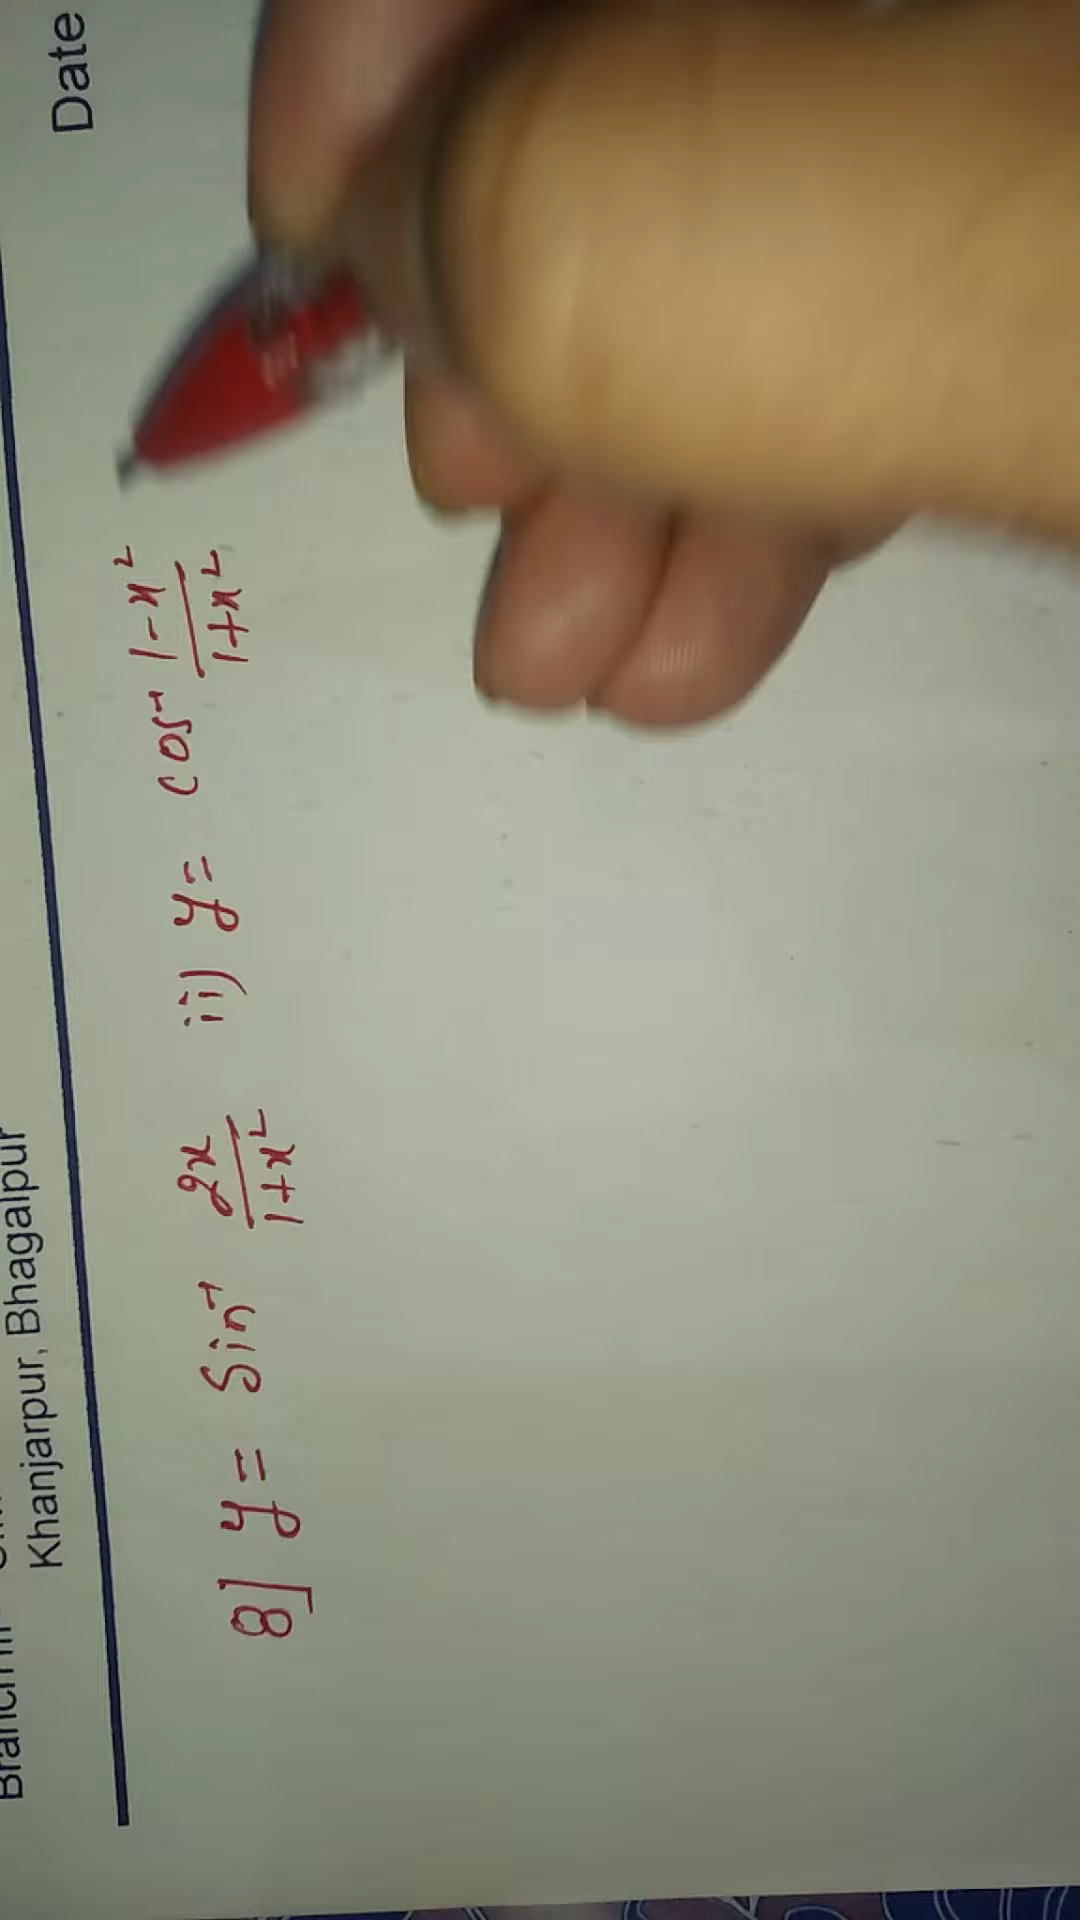 Khanjarpur, Bhagalpur
Date
8] y = Sin⁻¹ 2x/1+x² ii) y = cos⁻¹ 1-x²/1+x²